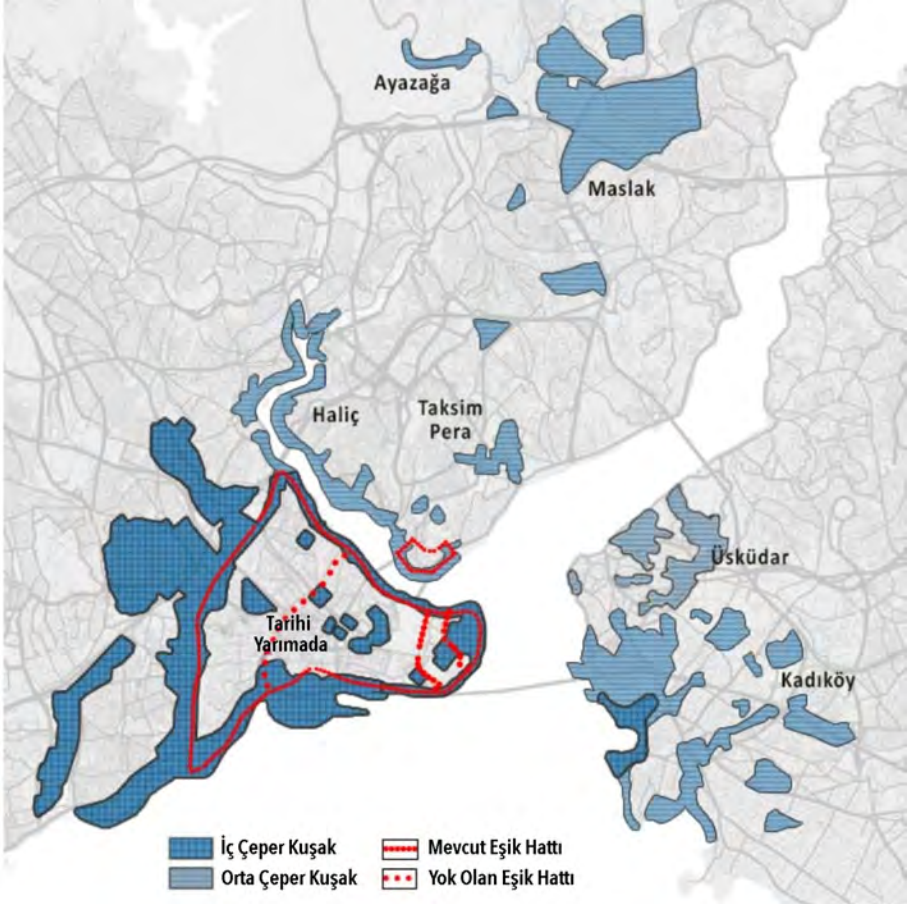 Ayazağa
Maslak
Haliç
Taksim
Pera
Üsküdar
Tarihi
Yarımada
Kadıköy
İç Çeper Kuşak
Mevcut Eşik Hattı
Orta Çeper Kuşak
Yok Olan Eşik Hattı